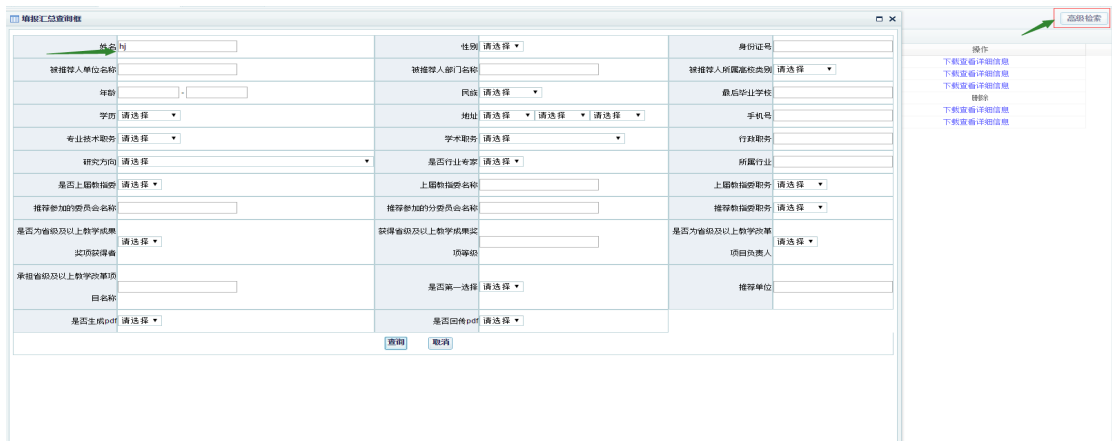 填报汇总查询框
高级检索
姓名 hj 性别 请选择 身份证号
被推荐人单位名称 被推荐人部门名称 被推荐人所属高校类别 请选择
年龄 - 民族 请选择 最后毕业学校
学历 请选择 地址 请选择 请选择 请选择 手机号
专业技术职务 请选择 学术职务 请选择 行政职务
研究方向 请选择 是否行业专家 请选择 所属行业
是否上届教指委 请选择 上届教指委名称 上届教指委职务 请选择
推荐参加的委员会名称 推荐参加的分委员会名称 推荐教指委职务 请选择
是否为省级及以上教学成果
奖项获得者
请选择
获得省级及以上教学成果奖
项等级
是否为省级及以上教学改革
项目负责人
请选择
承担省级及以上教学改革项
目名称
是否第一选择 请选择 推荐单位
是否生成pdf 请选择 是否回传pdf 请选择
查询 取消
操作
下载查看详细信息
下载查看详细信息
下载查看详细信息
删除
下载查看详细信息
下载查看详细信息